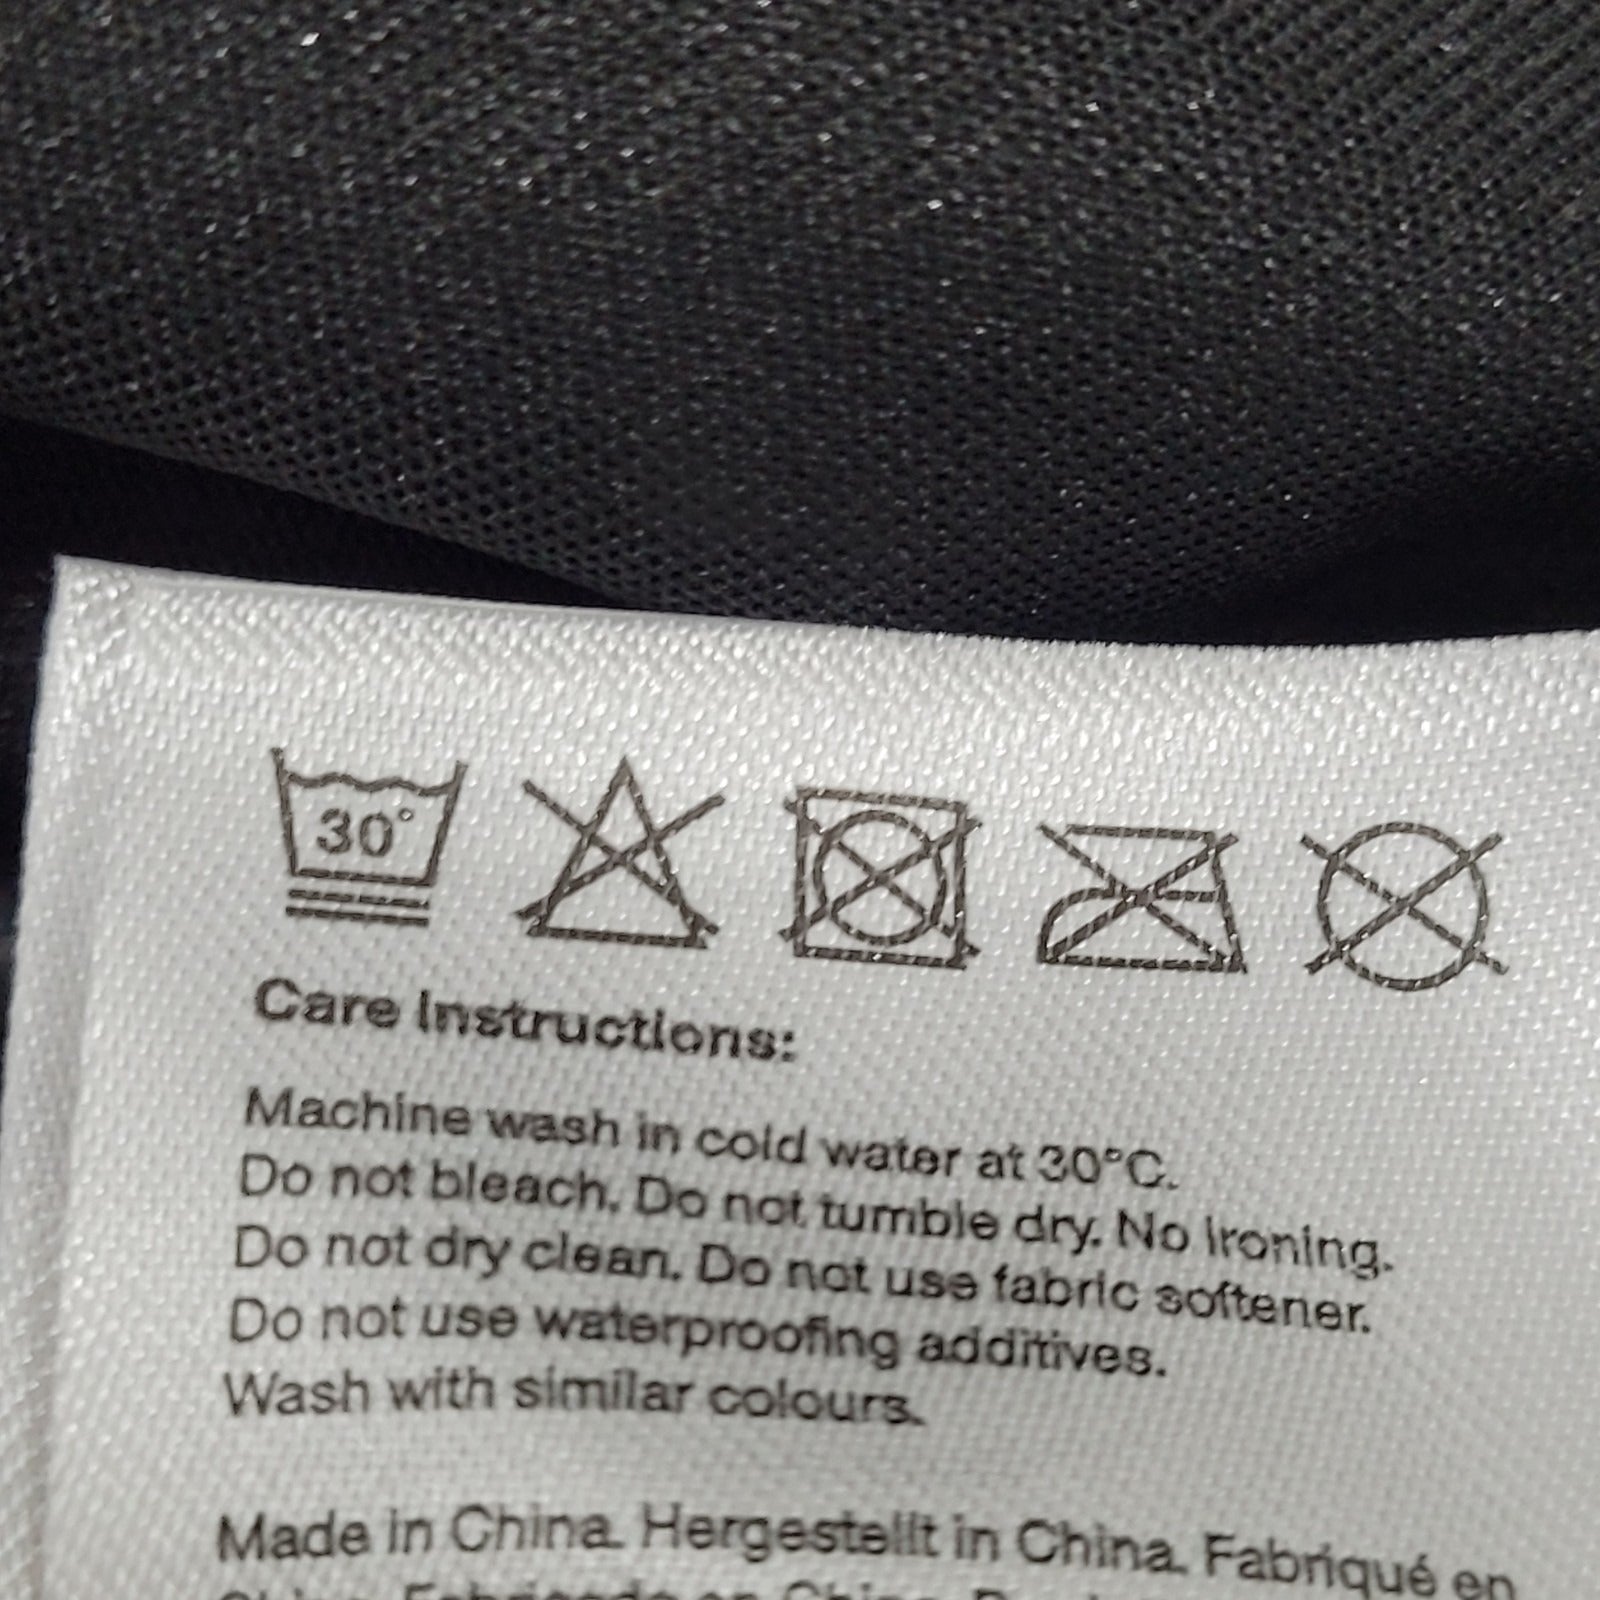 30°
Care Instructions:
Machine wash in cold water at 30°C.
Do not bleach. Do not tumble dry. No ironing.
Do not dry clean. Do not use fabric softener.
Do not use waterproofing additives.
Wash with similar colours.
Made in China. Hergestellt in China. Fabriqué en